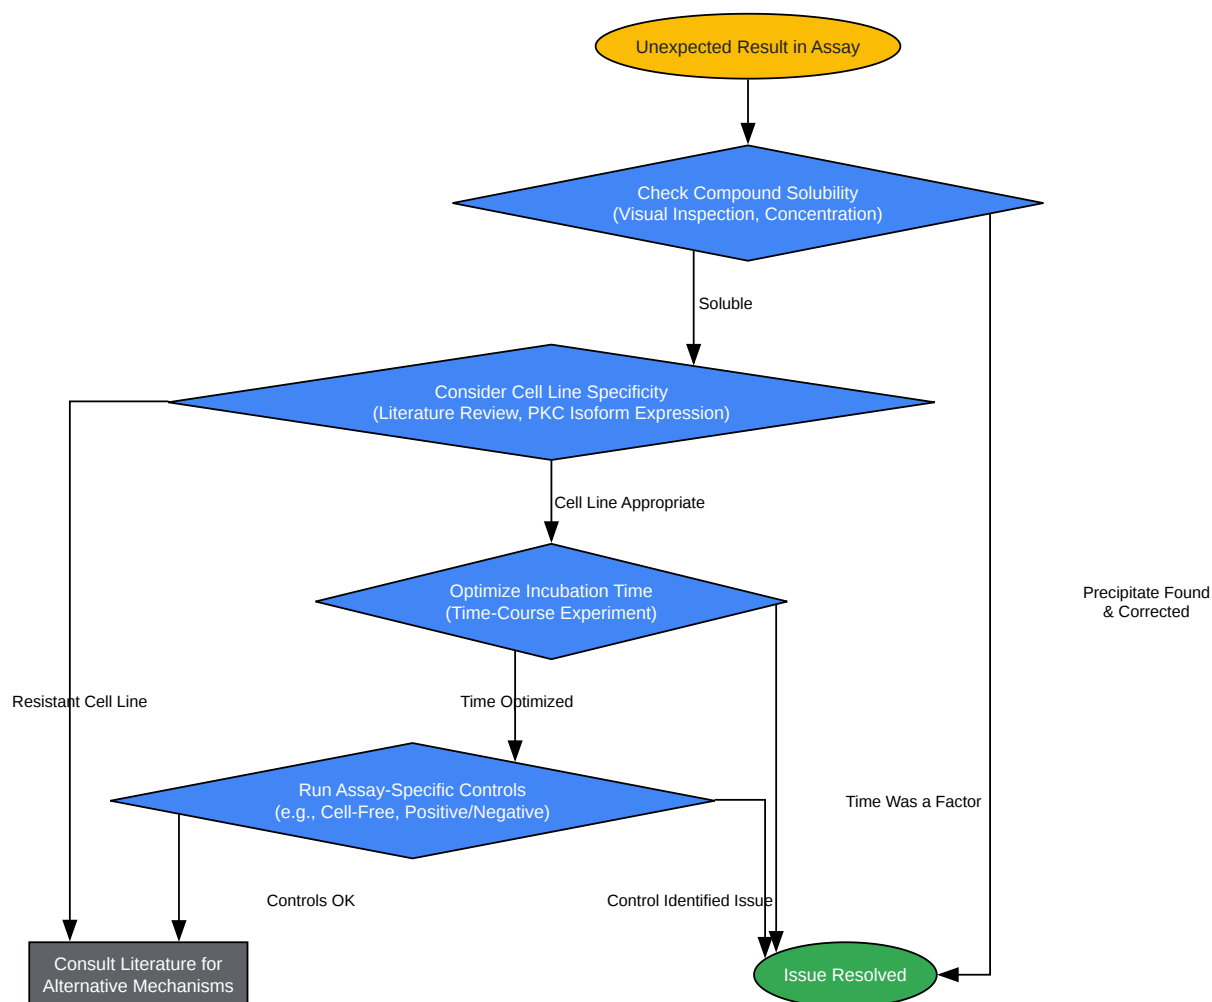 Unexpected Result in Assay
Check Compound Solubility
(Visual Inspection, Concentration)
Soluble
Consider Cell Line Specificity
(Literature Review, PKC Isoform Expression)
Cell Line Appropriate
Optimize Incubation Time
(Time-Course Experiment)
Precipitate Found
& Corrected
Resistant Cell Line
Time Optimized
Run Assay-Specific Controls
(e.g., Cell-Free, Positive/Negative)
Time Was a Factor
Controls OK
Control Identified Issue
Consult Literature for
Alternative Mechanisms
Issue Resolved